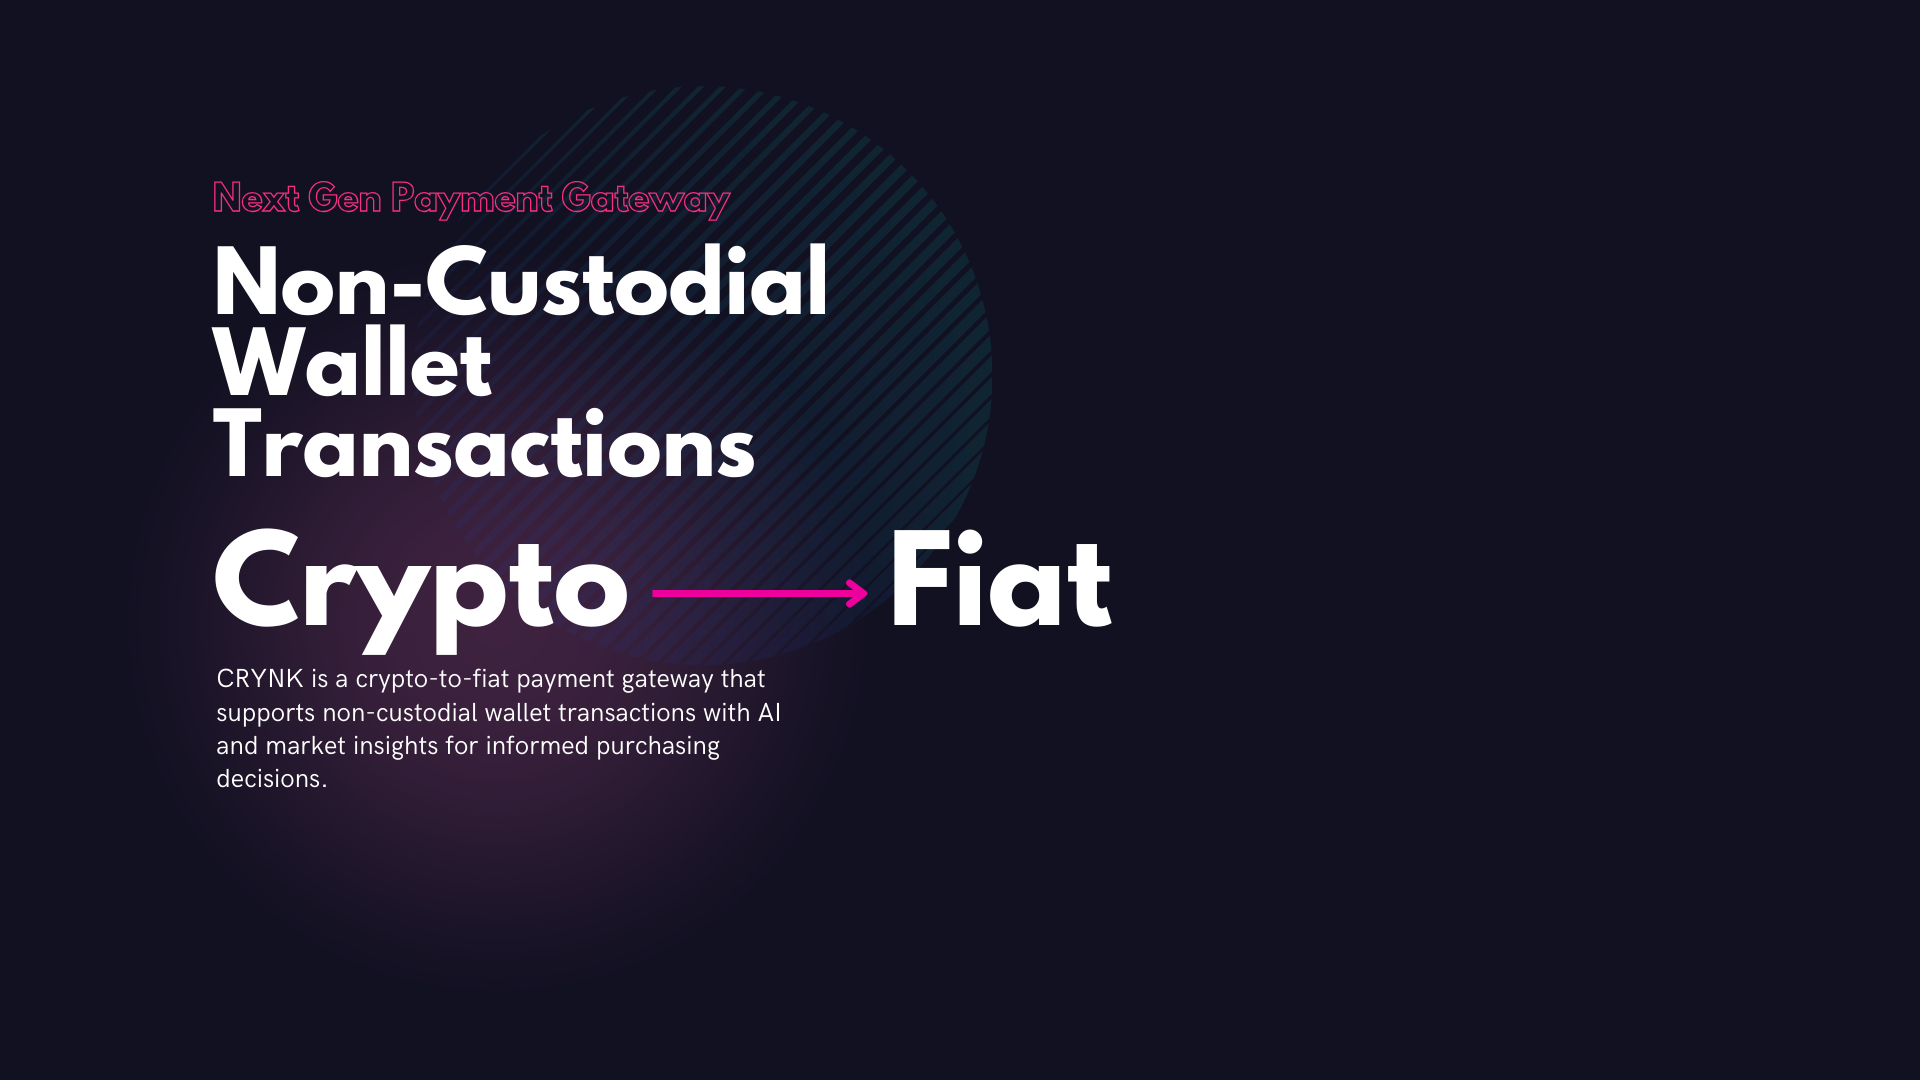 Next Gen Payment Gateway
Non-Custodial
Wallet
Transactions
Crypto Fiat
CRYNK is a crypto-to-fiat payment gateway that
supports non-custodial wallet transactions with AI
and market insights for informed purchasing
decisions.